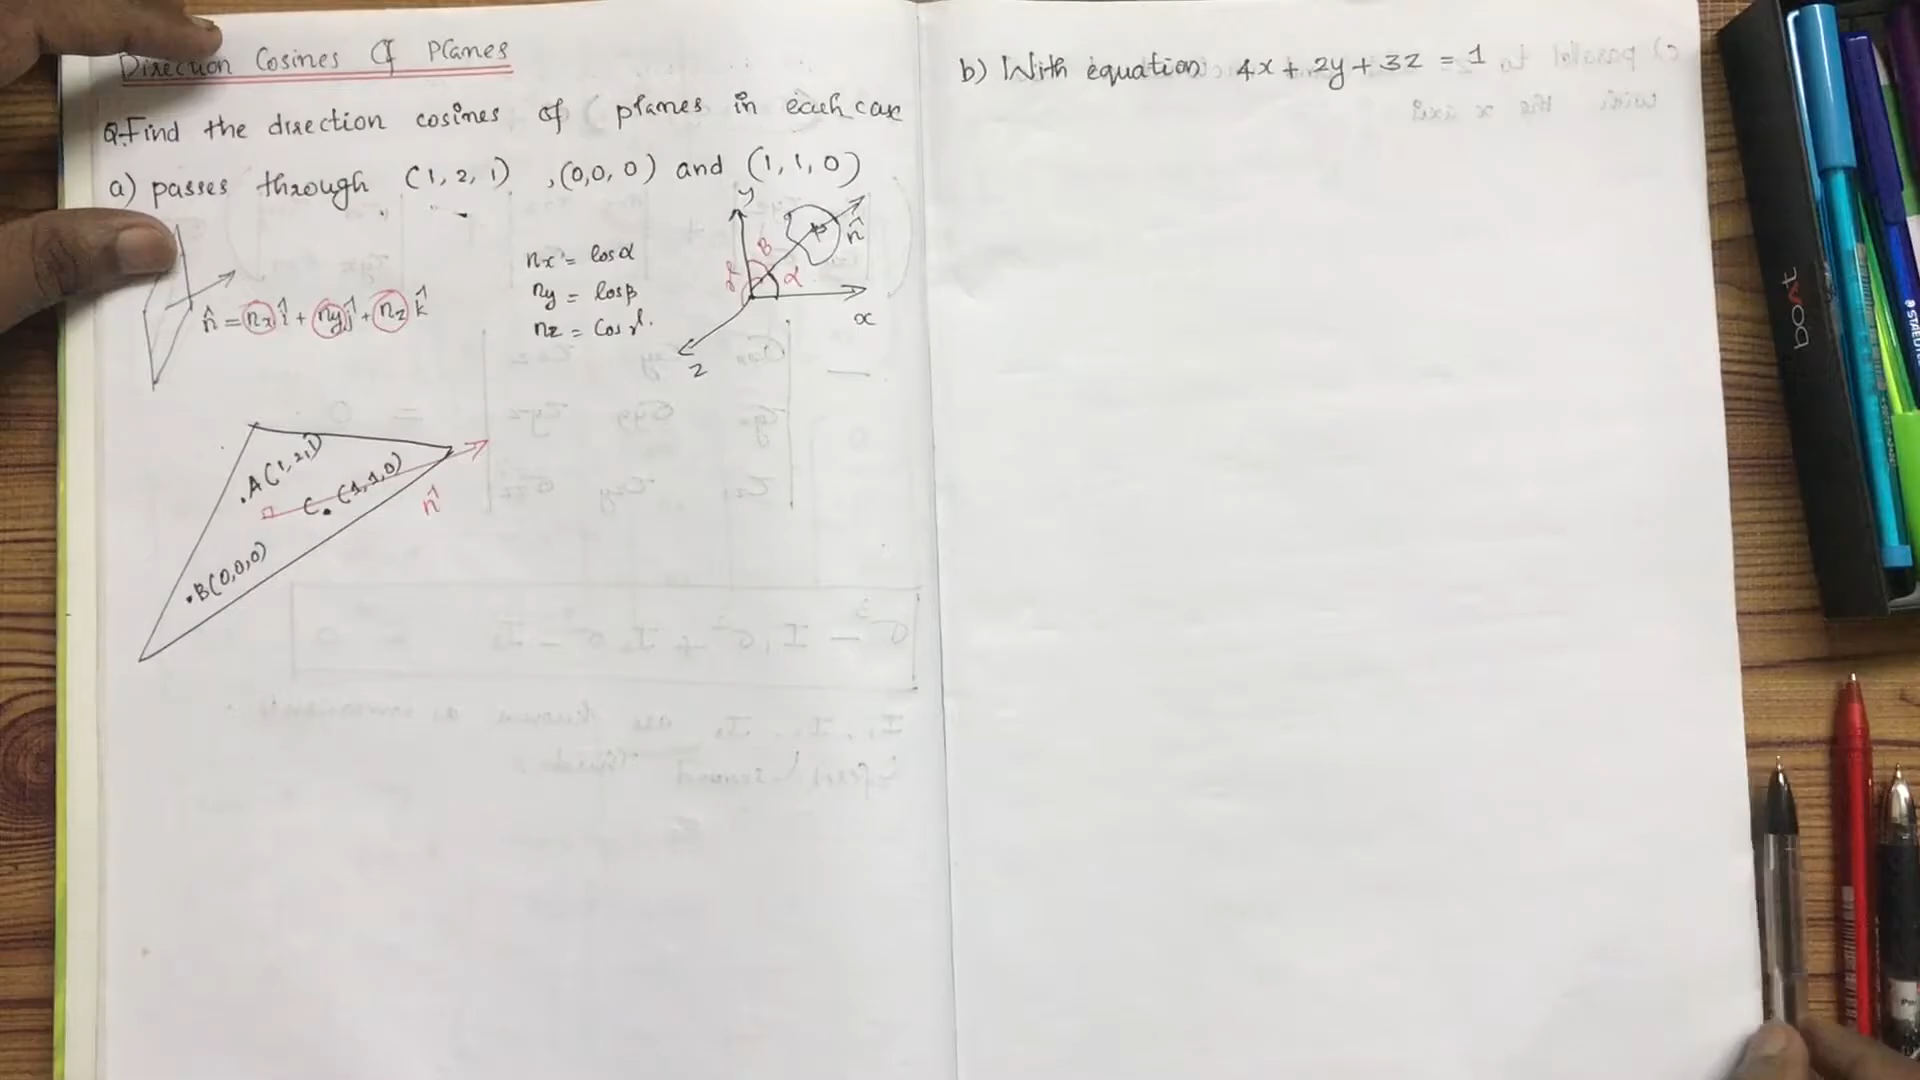 Direction Cosines Of Planes
Q. Find the direction cosines of planes in each case
a) passes through (1, 2, 1) , (0,0, 0) and (1, 1, 0)
n̂ = nx î + ny ĵ + nz k̂
nx = cosα
ny = cosβ
nz = cos γ.
y
n̂
β
γ
α
x
z
A(1, 2, 1)
C (1, 1, 0)
n̂
B(0,0,0)
b) With equation 4x + 2y + 3z = 1
boat
STAEDTLER